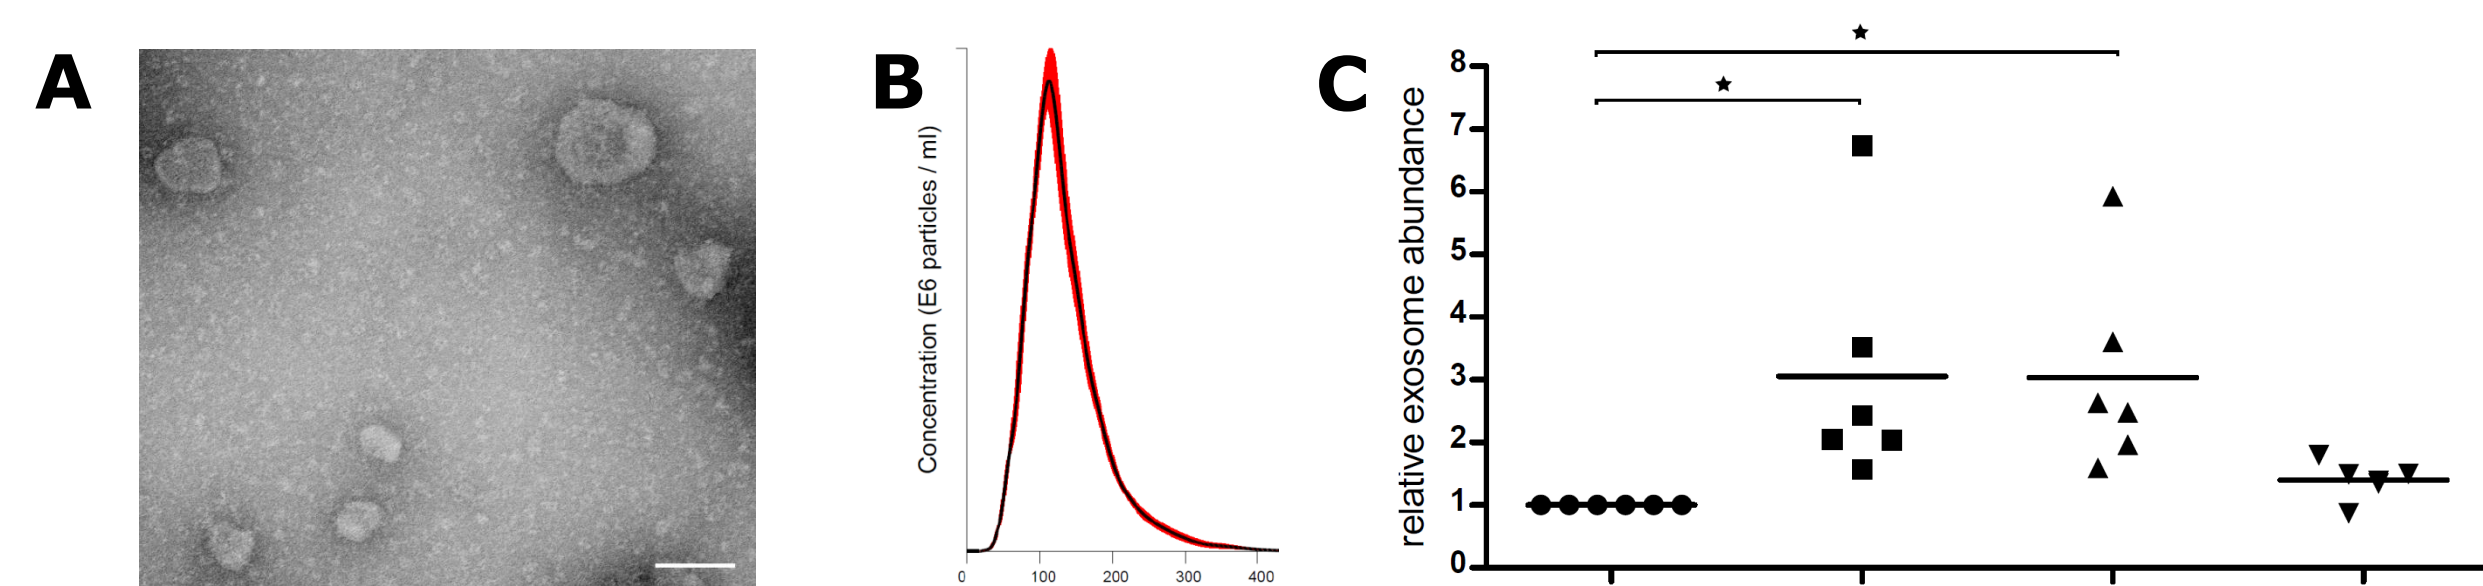 A
B
C
Concentration (E6 particles / ml)
0 100 200 300 400
relative exosome abundance
8
7
6
5
4
3
2
1
0